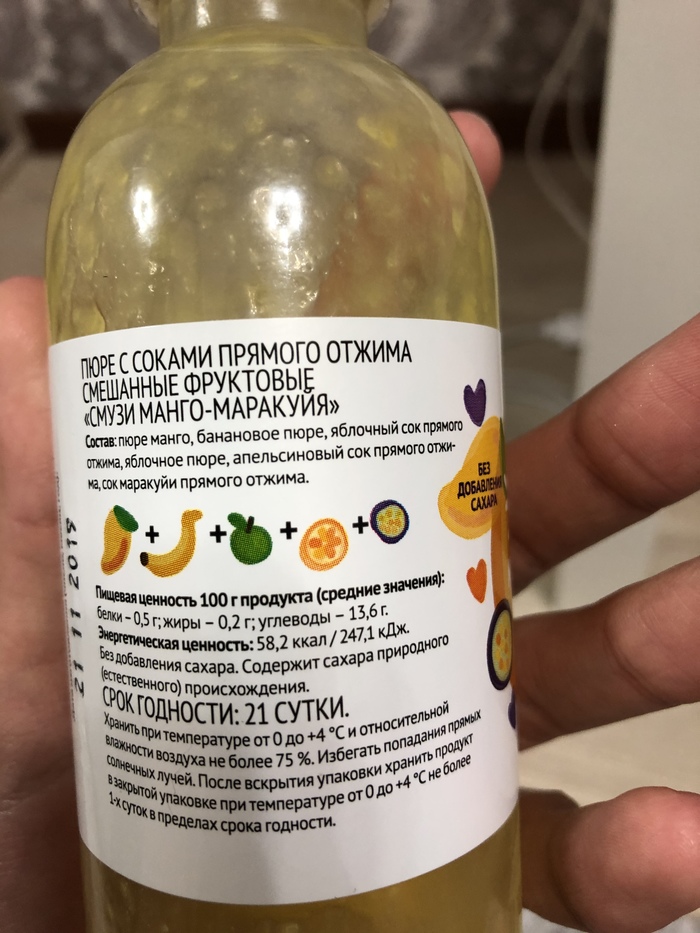 ПЮРЕ С СОКАМИ ПРЯМОГО ОТЖИМА
СМЕШАННЫЕ ФРУКТОВЫЕ
«СМУЗИ МАНГО-МАРАКУЙЯ»
Состав: пюре манго, банановое пюре, яблочный сок прямого
отжима, яблочное пюре, апельсиновый сок прямого отжи-
ма, сок маракуйи прямого отжима.
+ + + +
Пищевая ценность 100 г продукта (средние значения):
белки – 0,5 г; жиры – 0,2 г; углеводы – 13,6 г.
Энергетическая ценность: 58,2 ккал / 247,1 кДж.
Без добавления сахара. Содержит сахара природного
(естественного) происхождения.
СРОК ГОДНОСТИ: 21 СУТКИ.
Хранить при температуре от 0 до +4 °С и относительной
влажности воздуха не более 75 %. Избегать попадания прямых
солнечных лучей. После вскрытия упаковки хранить продукт
в закрытой упаковке при температуре от 0 до +4 °С не более
1-х суток в пределах срока годности.
БЕЗ
ДОБАВЛЕНИЯ
САХАРА
21 11 2019